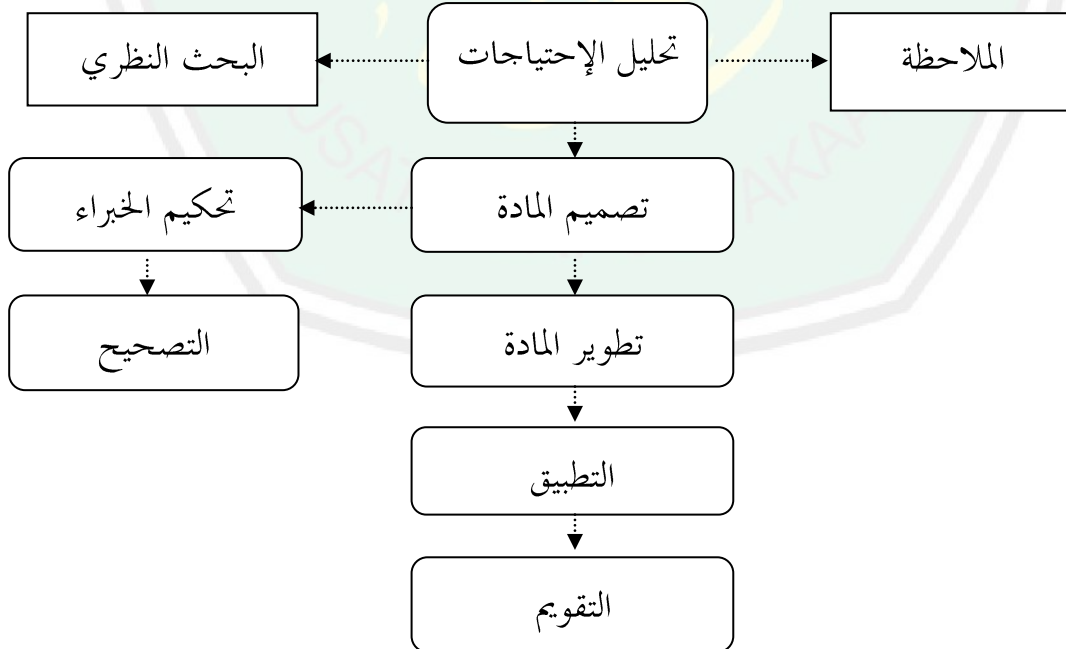 الملاحظة
تحليل الإحتياجات
البحث النظري
تصميم المادة
تحكيم الخبراء
تطوير المادة
التصحيح
التطبيق
التقويم